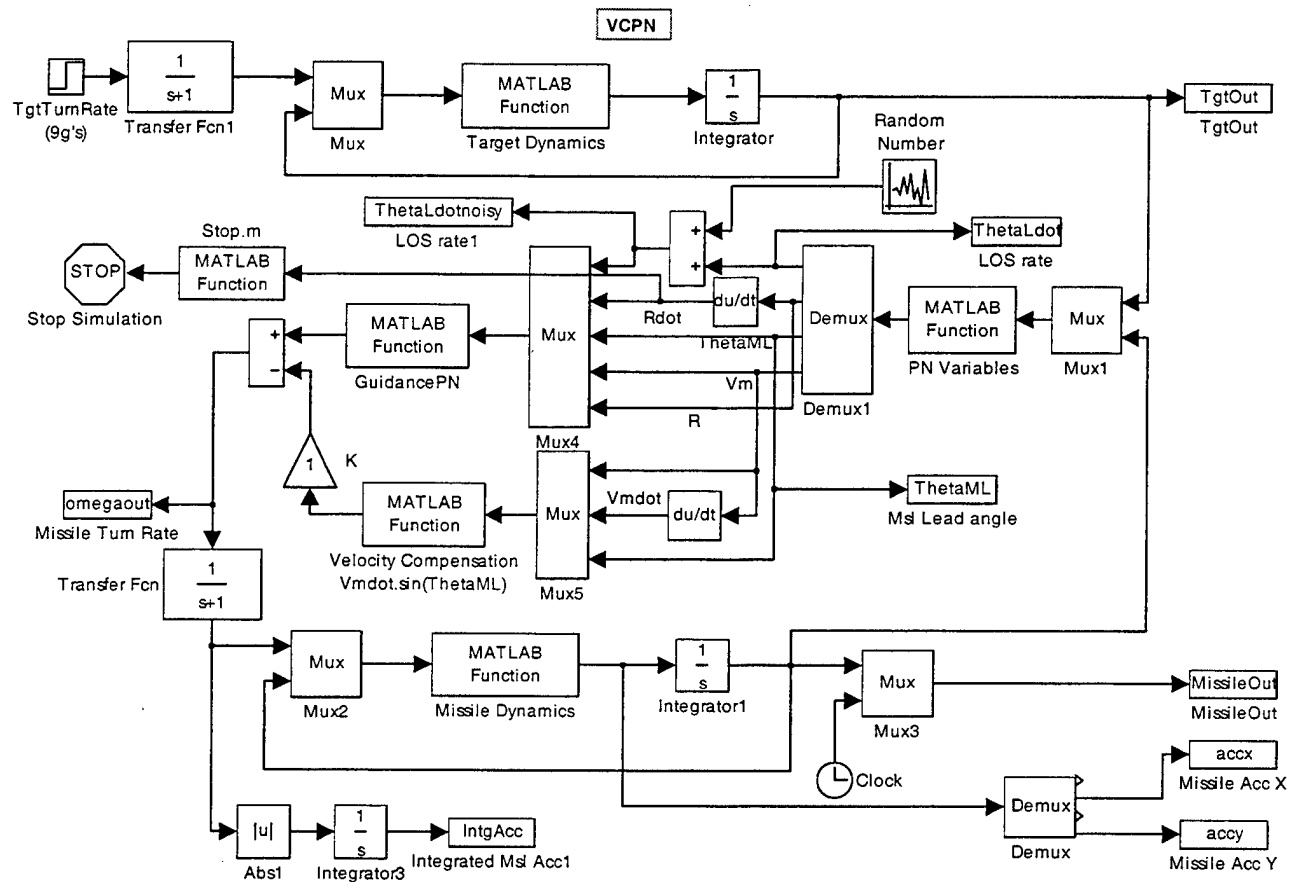 VCPN
1
s+1
TgtTurnRate
(9g's)
Transfer Fcn1
Mux
Mux
MATLAB
Function
Target Dynamics
1
s
Integrator
TgtOut
TgtOut
Random
Number
ThetaLdotnoisy
LOS rate1
+
+
ThetaLdot
LOS rate
Stop.m
STOP
MATLAB
Function
Stop Simulation
du/dt
Rdot
MATLAB
Function
GuidancePN
+
−
Mux
Mux4
ThetaML
Vm
R
Demux
Demux1
MATLAB
Function
PN Variables
Mux
Mux1
1
K
omegaout
Missile Turn Rate
MATLAB
Function
Velocity Compensation
Vmdot.sin(ThetaML)
Mux
Mux5
Vmdot
du/dt
ThetaML
Msl Lead angle
Transfer Fcn
1
s+1
Mux
Mux2
MATLAB
Function
Missile Dynamics
1
s
Integrator1
Mux
Mux3
MissileOut
MissileOut
Clock
Demux
Demux
accx
Missile Acc X
accy
Missile Acc Y
|u|
Abs1
1
s
Integrator3
IntgAcc
Integrated Msl Acc1